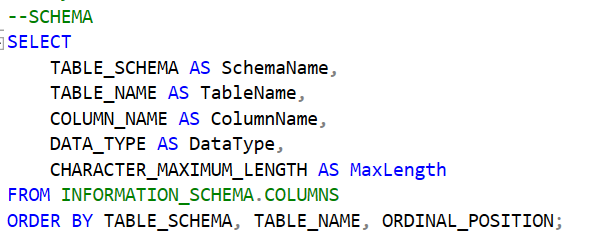 --SCHEMA
SELECT
    TABLE_SCHEMA AS SchemaName,
    TABLE_NAME AS TableName,
    COLUMN_NAME AS ColumnName,
    DATA_TYPE AS DataType,
    CHARACTER_MAXIMUM_LENGTH AS MaxLength
FROM INFORMATION_SCHEMA.COLUMNS
ORDER BY TABLE_SCHEMA, TABLE_NAME, ORDINAL_POSITION;